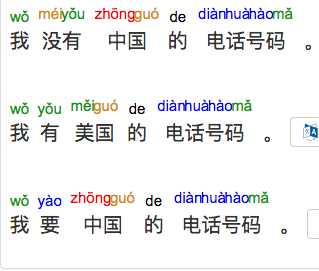 wǒ méiyǒu zhōngguó de diànhuàhàomǎ
我 没有 中国 的 电话号码 。
wǒ yǒu měiguó de diànhuàhàomǎ
我 有 美国 的 电话号码 。
wǒ yào zhōngguó de diànhuàhàomǎ
我 要 中国 的 电话号码 。